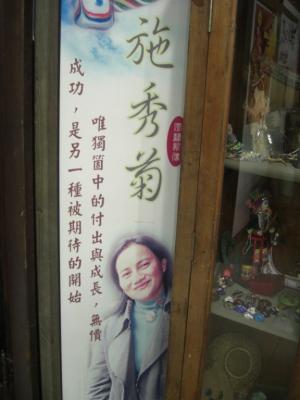 施秀菊
唯獨箇中的付出與成長，無價
成功，是另一種被期待的開始